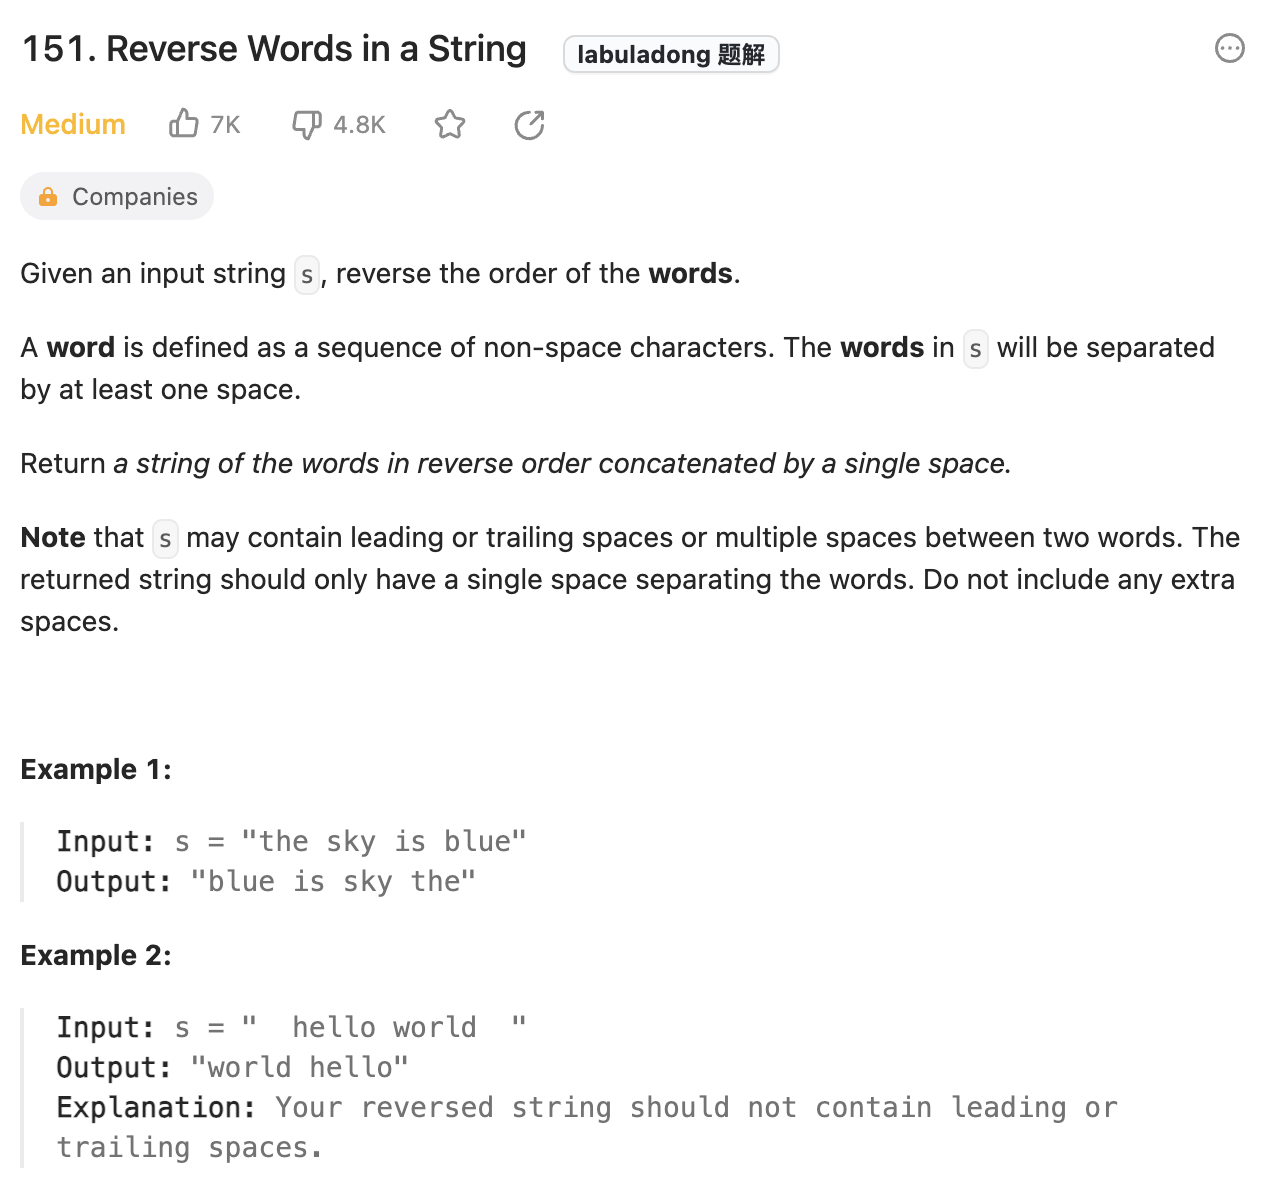 151. Reverse Words in a String
labuladong 题解
Medium 7K 4.8K
Companies
Given an input string s, reverse the order of the words.
A word is defined as a sequence of non-space characters. The words in s will be separated
by at least one space.
Return a string of the words in reverse order concatenated by a single space.
Note that s may contain leading or trailing spaces or multiple spaces between two words. The
returned string should only have a single space separating the words. Do not include any extra
spaces.
Example 1:
Input: s = "the sky is blue"
Output: "blue is sky the"
Example 2:
Input: s = "  hello world  "
Output: "world hello"
Explanation: Your reversed string should not contain leading or
trailing spaces.